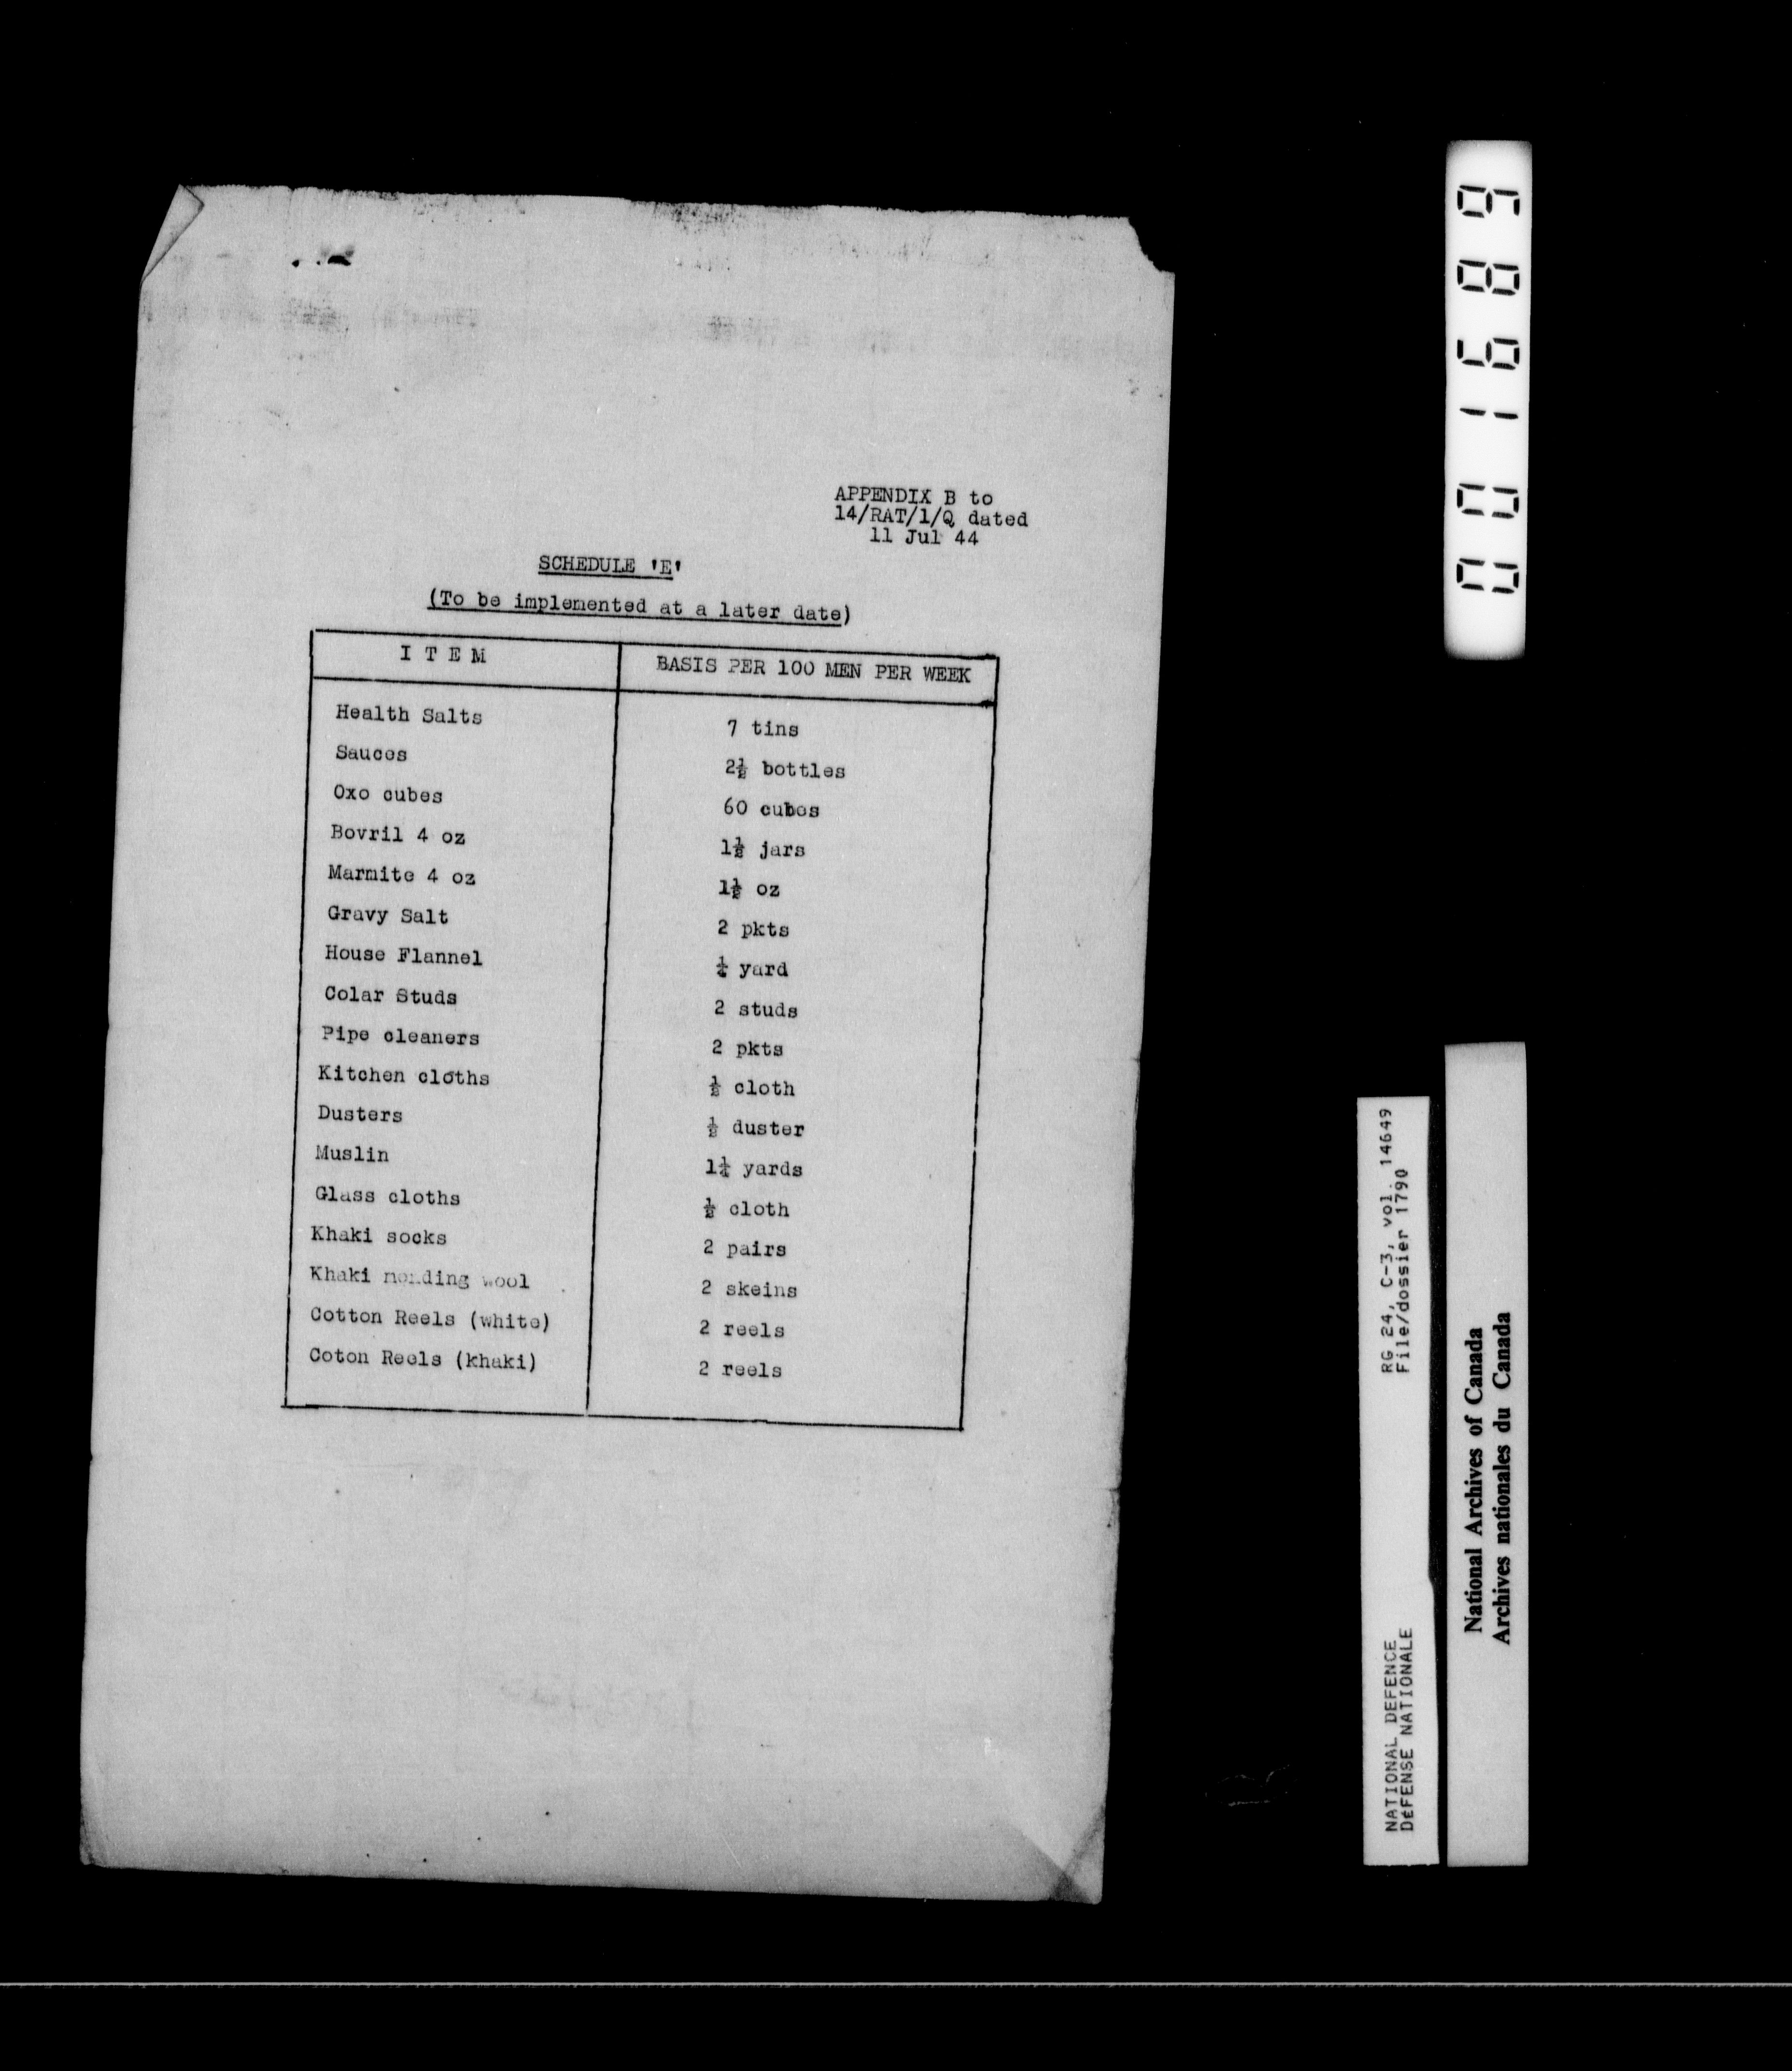 APPENDIX B to
14/RAT/1/Q dated
11 Jul 44
SCHEDULE 'E'
(To be implemented at a later date)
I T E M	BASIS PER 100 MEN PER WEEK
Health Salts	7 tins
Sauces	2½ bottles
Oxo cubes	60 cubes
Bovril 4 oz	1½ jars
Marmite 4 oz	1½ oz
Gravy Salt	2 pkts
House Flannel	¼ yard
Colar Studs	2 studs
Pipe cleaners	2 pkts
Kitchen cloths	½ cloth
Dusters	½ duster
Muslin	1¼ yards
Glass cloths	½ cloth
Khaki socks	2 pairs
Khaki mending wool	2 skeins
Cotton Reels (white)	2 reels
Coton Reels (khaki)	2 reels
001689
NATIONAL DEFENCE	RG 24, C-3, vol. 14649
DéFENSE NATIONALE	File/dossier 1790
National Archives of Canada
Archives nationales du Canada